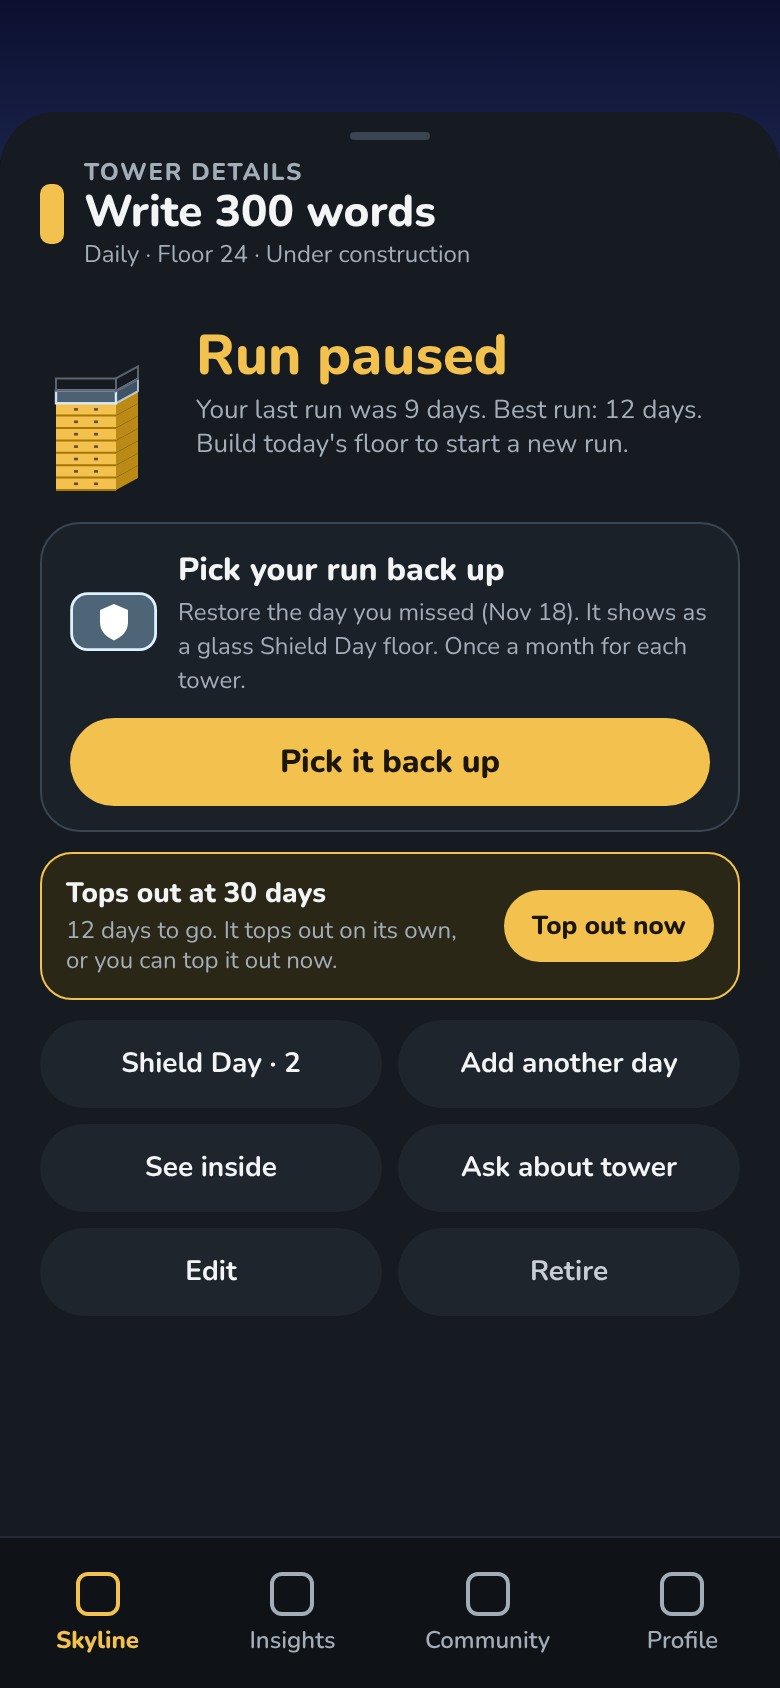 TOWER DETAILS
Write 300 words
Daily · Floor 24 · Under construction
Run paused
Your last run was 9 days. Best run: 12 days.
Build today's floor to start a new run.
Pick your run back up
Restore the day you missed (Nov 18). It shows as
a glass Shield Day floor. Once a month for each
tower.
Pick it back up
Tops out at 30 days
12 days to go. It tops out on its own,
or you can top it out now.
Top out now
Shield Day · 2
Add another day
See inside
Ask about tower
Edit
Retire
Skyline
Insights
Community
Profile